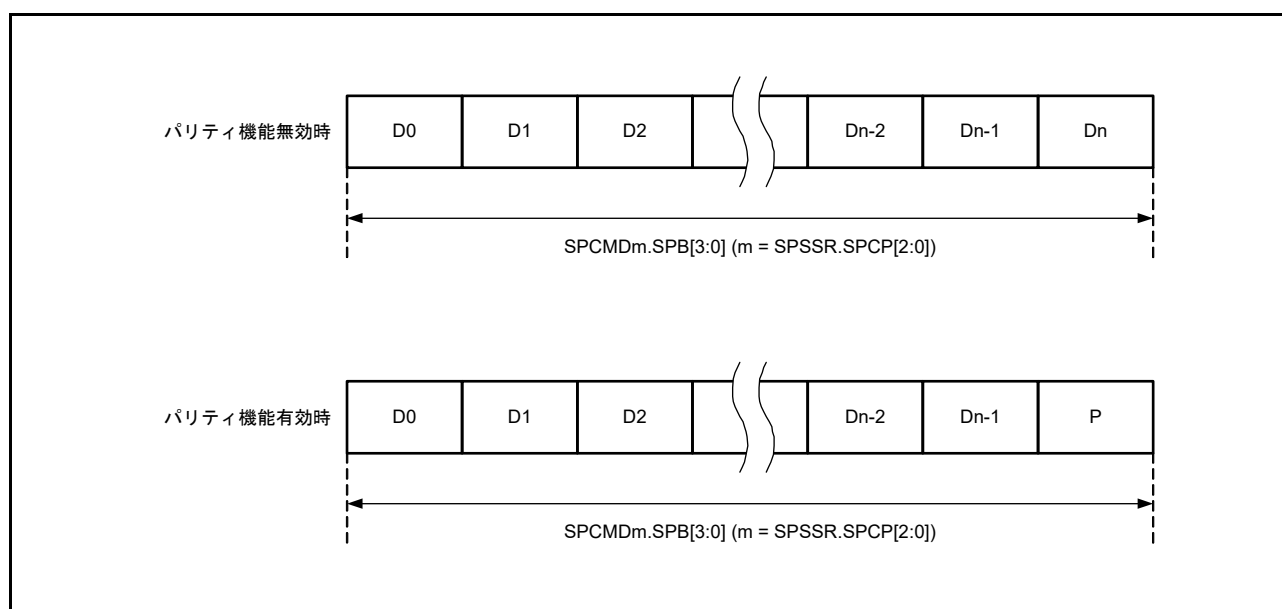 パリティ機能無効時 D0 D1 D2 Dn-2 Dn-1 Dn
SPCMDm.SPB[3:0] (m = SPSSR.SPCP[2:0])
パリティ機能有効時 D0 D1 D2 Dn-2 Dn-1 P
SPCMDm.SPB[3:0] (m = SPSSR.SPCP[2:0])